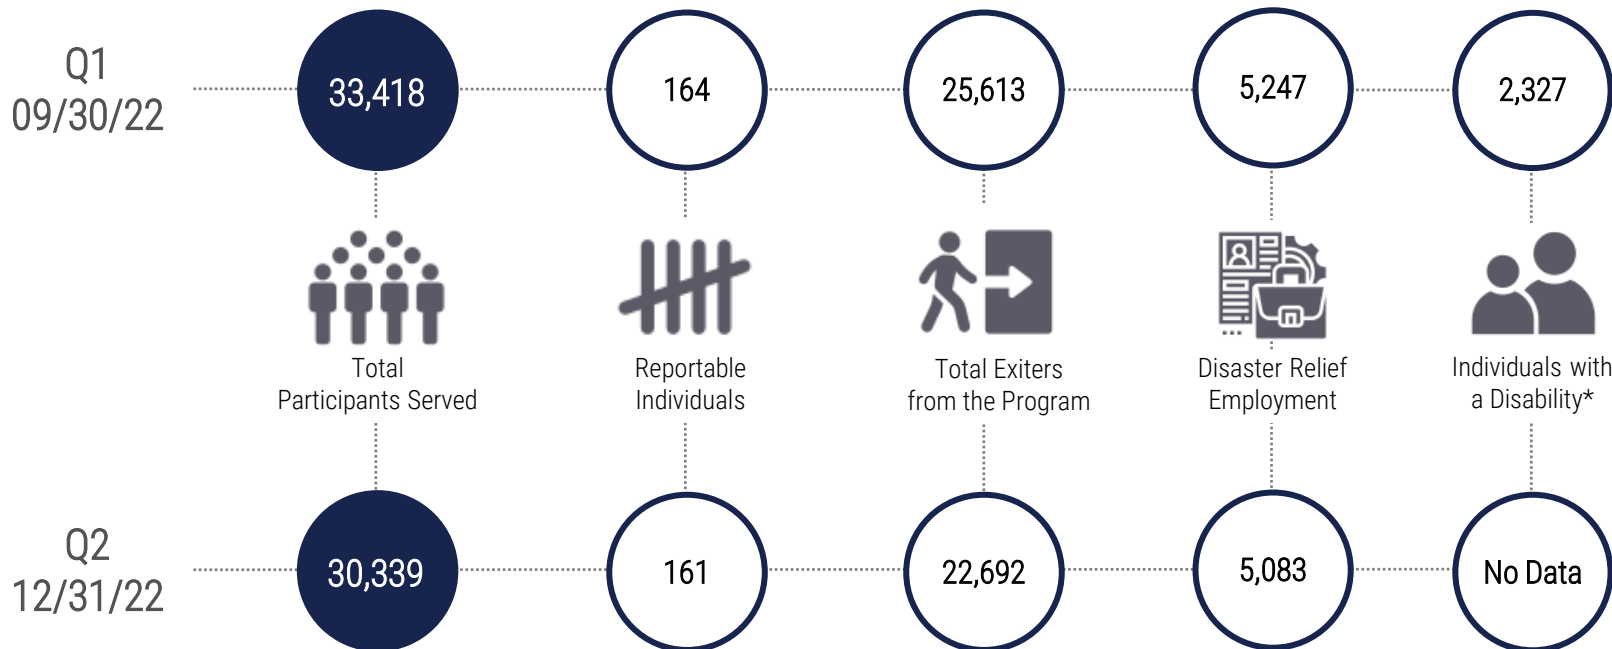 Q1
09/30/22
33,418
164
25,613
5,247
2,327
Total
Participants Served
Reportable
Individuals
Total Exiters
from the Program
Disaster Relief
Employment
Individuals with
a Disability*
Q2
12/31/22
30,339
161
22,692
5,083
No Data